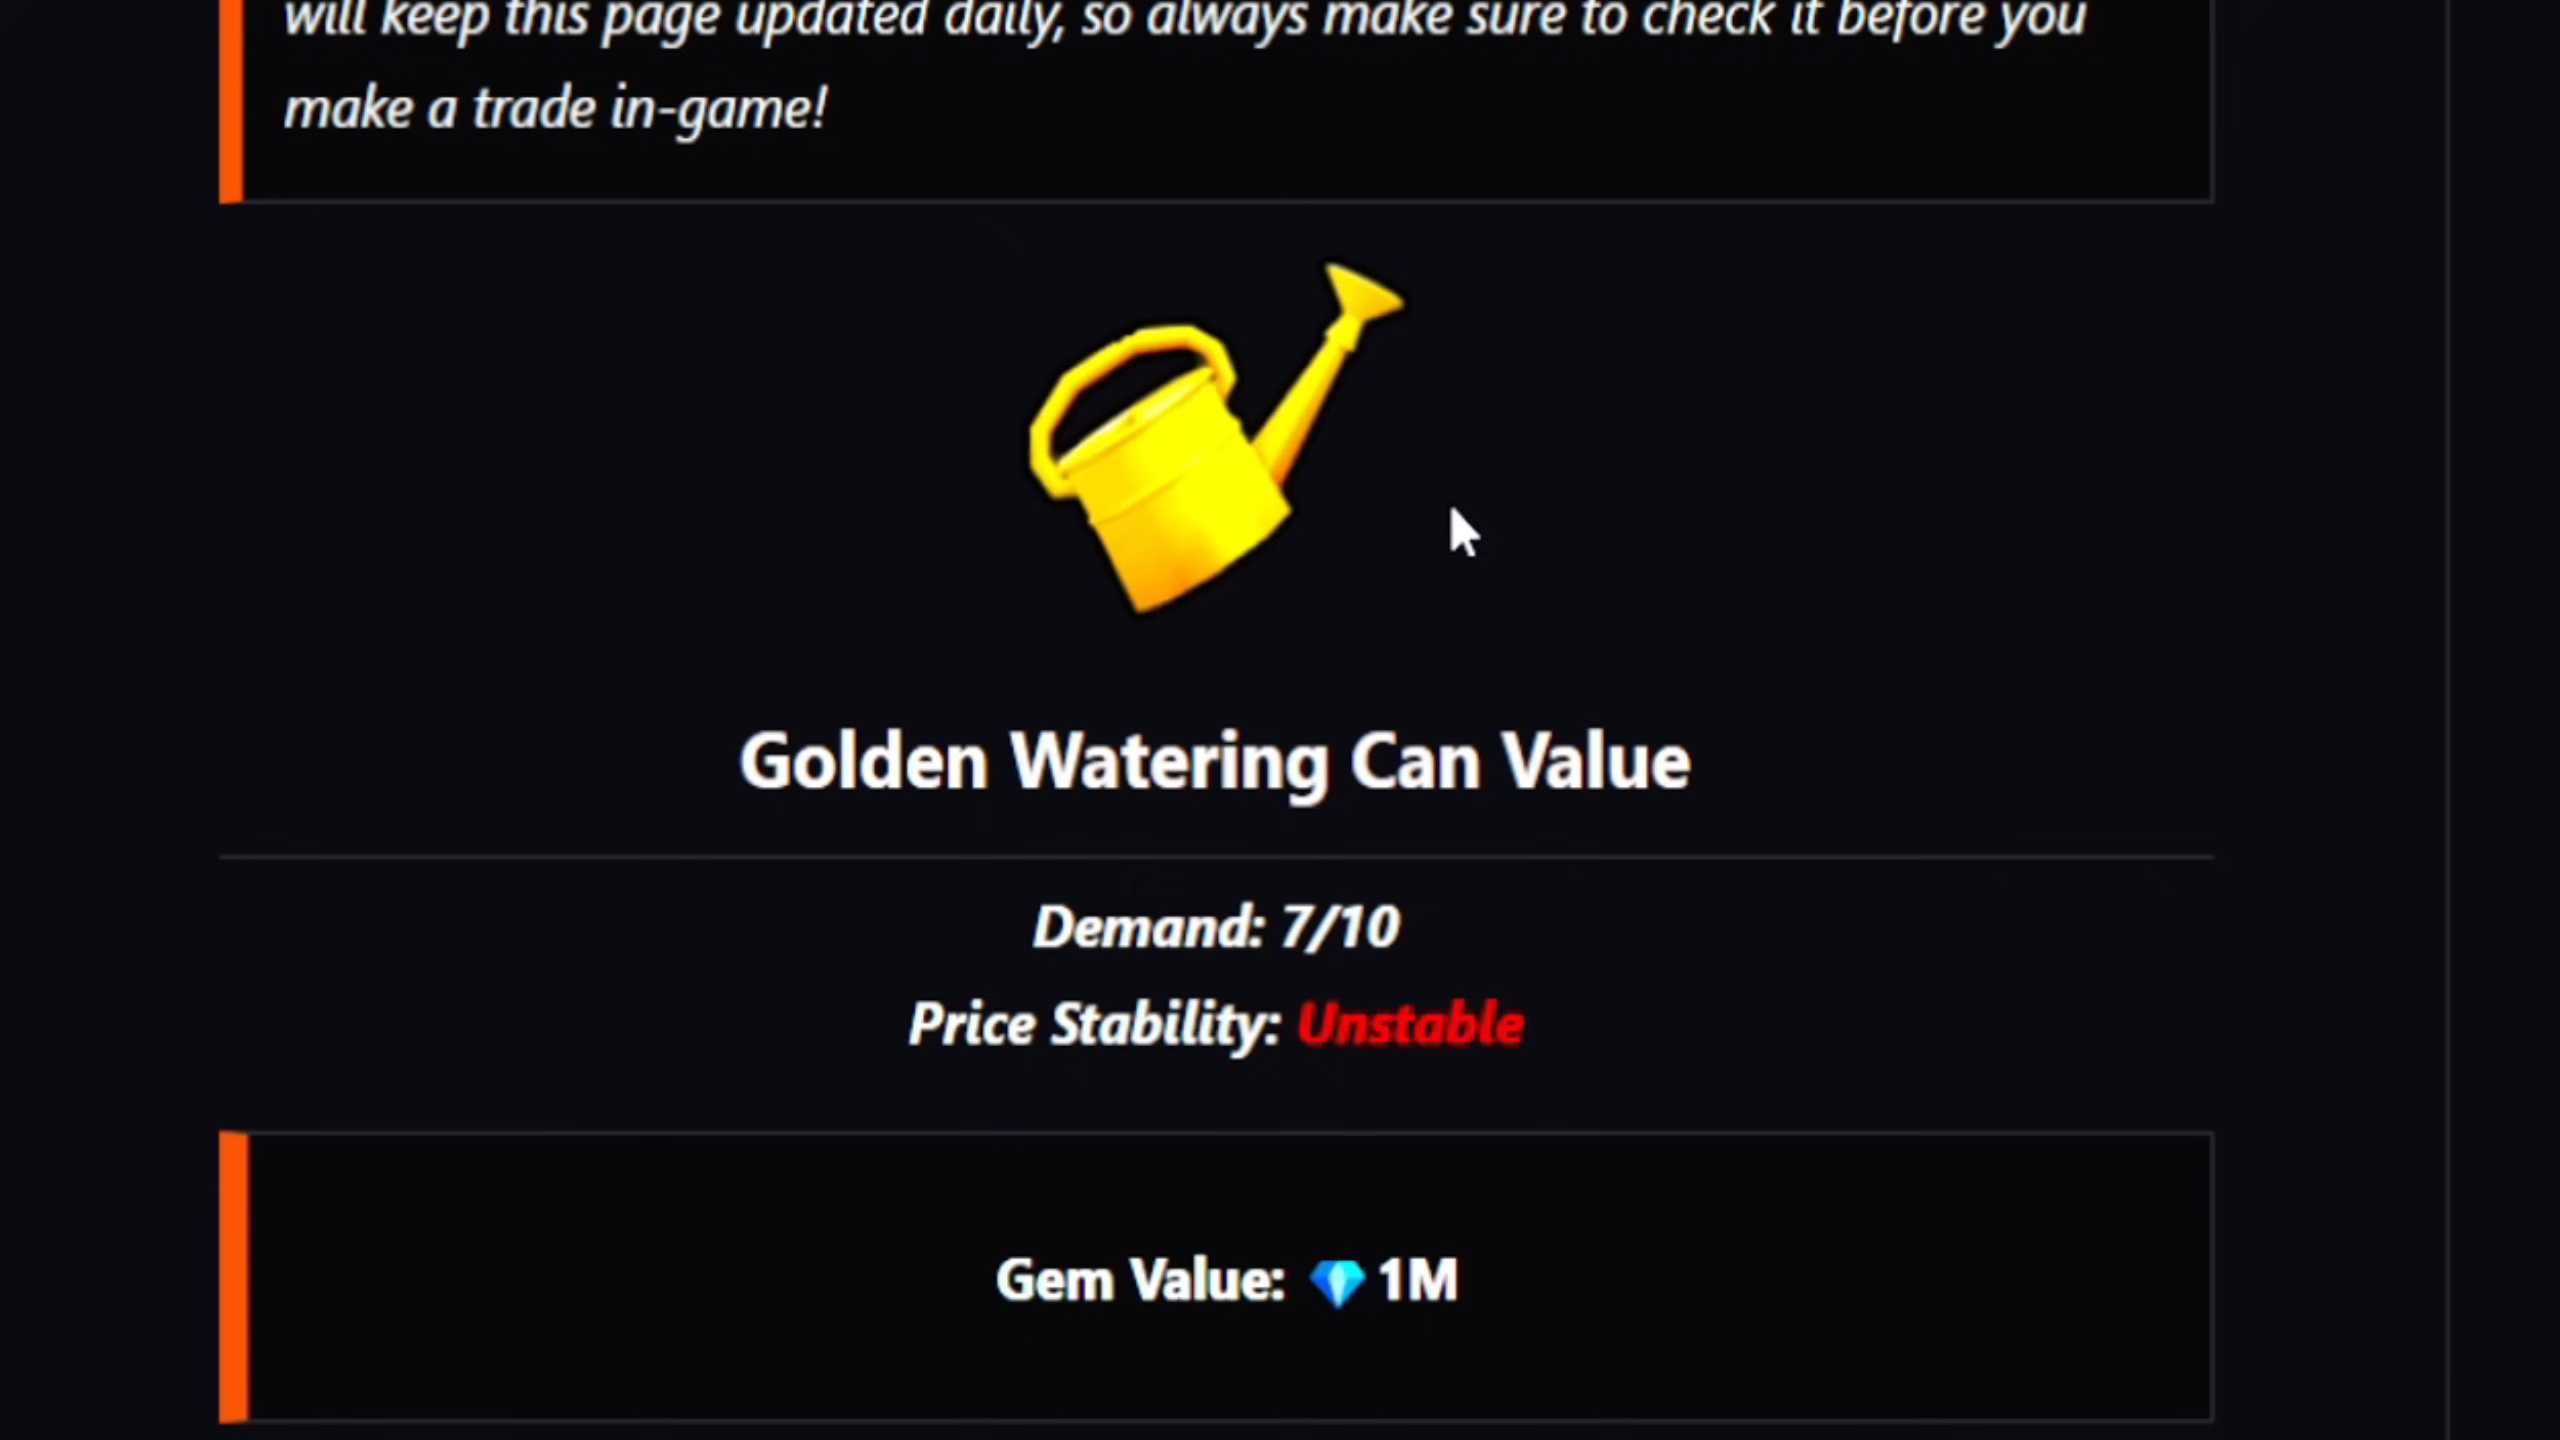 will keep this page updated daily, so always make sure to check it before you
make a trade in-game!
Golden Watering Can Value
Demand: 7/10
Price Stability: Unstable
Gem Value: 💎 1M